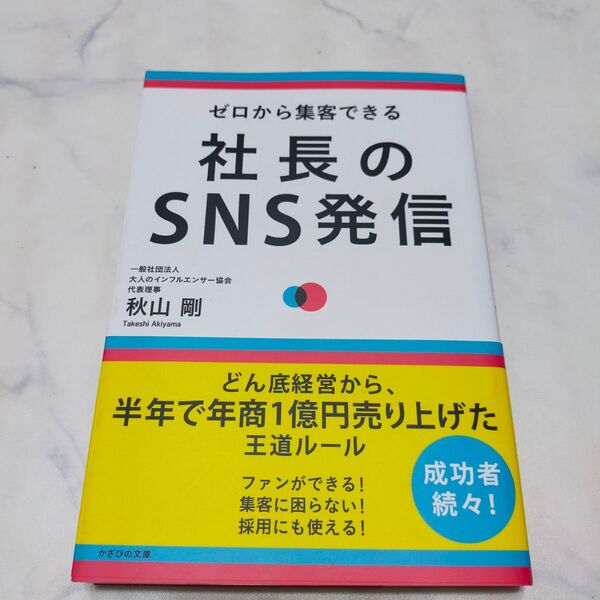 ゼロから集客できる
社長の
SNS発信
一般社団法人
大人のインフルエンサー協会
代表理事
秋山 剛
Takeshi Akiyama
どん底経営から、
半年で年商1億円売り上げた
王道ルール
ファンができる!
集客に困らない!
採用にも使える!
成功者
続々!
かざひの文庫